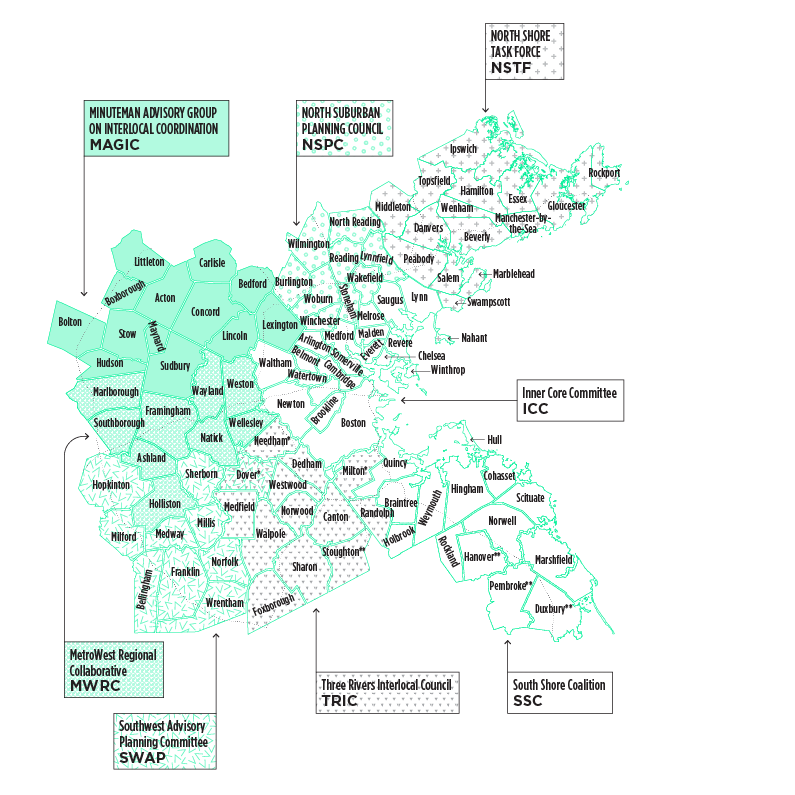 NORTH SHORE
TASK FORCE
NSTF
MINUTEMAN ADVISORY GROUP
ON INTERLOCAL COORDINATION
MAGIC
NORTH SUBURBAN
PLANNING COUNCIL
NSPC
Ipswich
Rockport
Topsfield
Hamilton
Essex
Gloucester
Middleton
Wenham
Manchester-by-
the-Sea
North Reading
Danvers
Beverly
Wilmington
Reading
Lynnfield
Peabody
Littleton
Carlisle
Salem
Marblehead
Bedford
Burlington
Wakefield
Boxborough
Acton
Woburn
Stoneham
Saugus
Lynn
Swampscott
Concord
Bolton
Stow
Maynard
Lincoln
Lexington
Winchester
Melrose
Medford
Malden
Nahant
Arlington
Somerville
Everett
Revere
Chelsea
Belmont
Hudson
Sudbury
Waltham
Cambridge
Winthrop
Watertown
Marlborough
Wayland
Weston
Inner Core Committee
ICC
Framingham
Newton
Brookline
Boston
Southborough
Wellesley
Natick
Needham*
Hull
Ashland
Dedham
Milton*
Quincy
Hopkinton
Sherborn
Dover*
Westwood
Hingham
Cohasset
Scituate
Holliston
Medfield
Norwood
Canton
Randolph
Braintree
Weymouth
Norwell
Milford
Medway
Millis
Walpole
Holbrook
Rockland
Hanover**
Marshfield
Stoughton**
Bellingham
Franklin
Norfolk
Sharon
Pembroke**
Wrentham
Foxborough
Duxbury**
MetroWest Regional
Collaborative
MWRC
Three Rivers Interlocal Council
TRIC
South Shore Coalition
SSC
Southwest Advisory
Planning Committee
SWAP